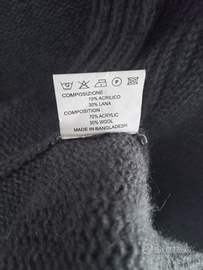 COMPOSIZIONE :
70% ACRILICO
30% LANA
COMPOSITION :
70% ACRYLIC
30% WOOL
MADE IN BANGLADESH